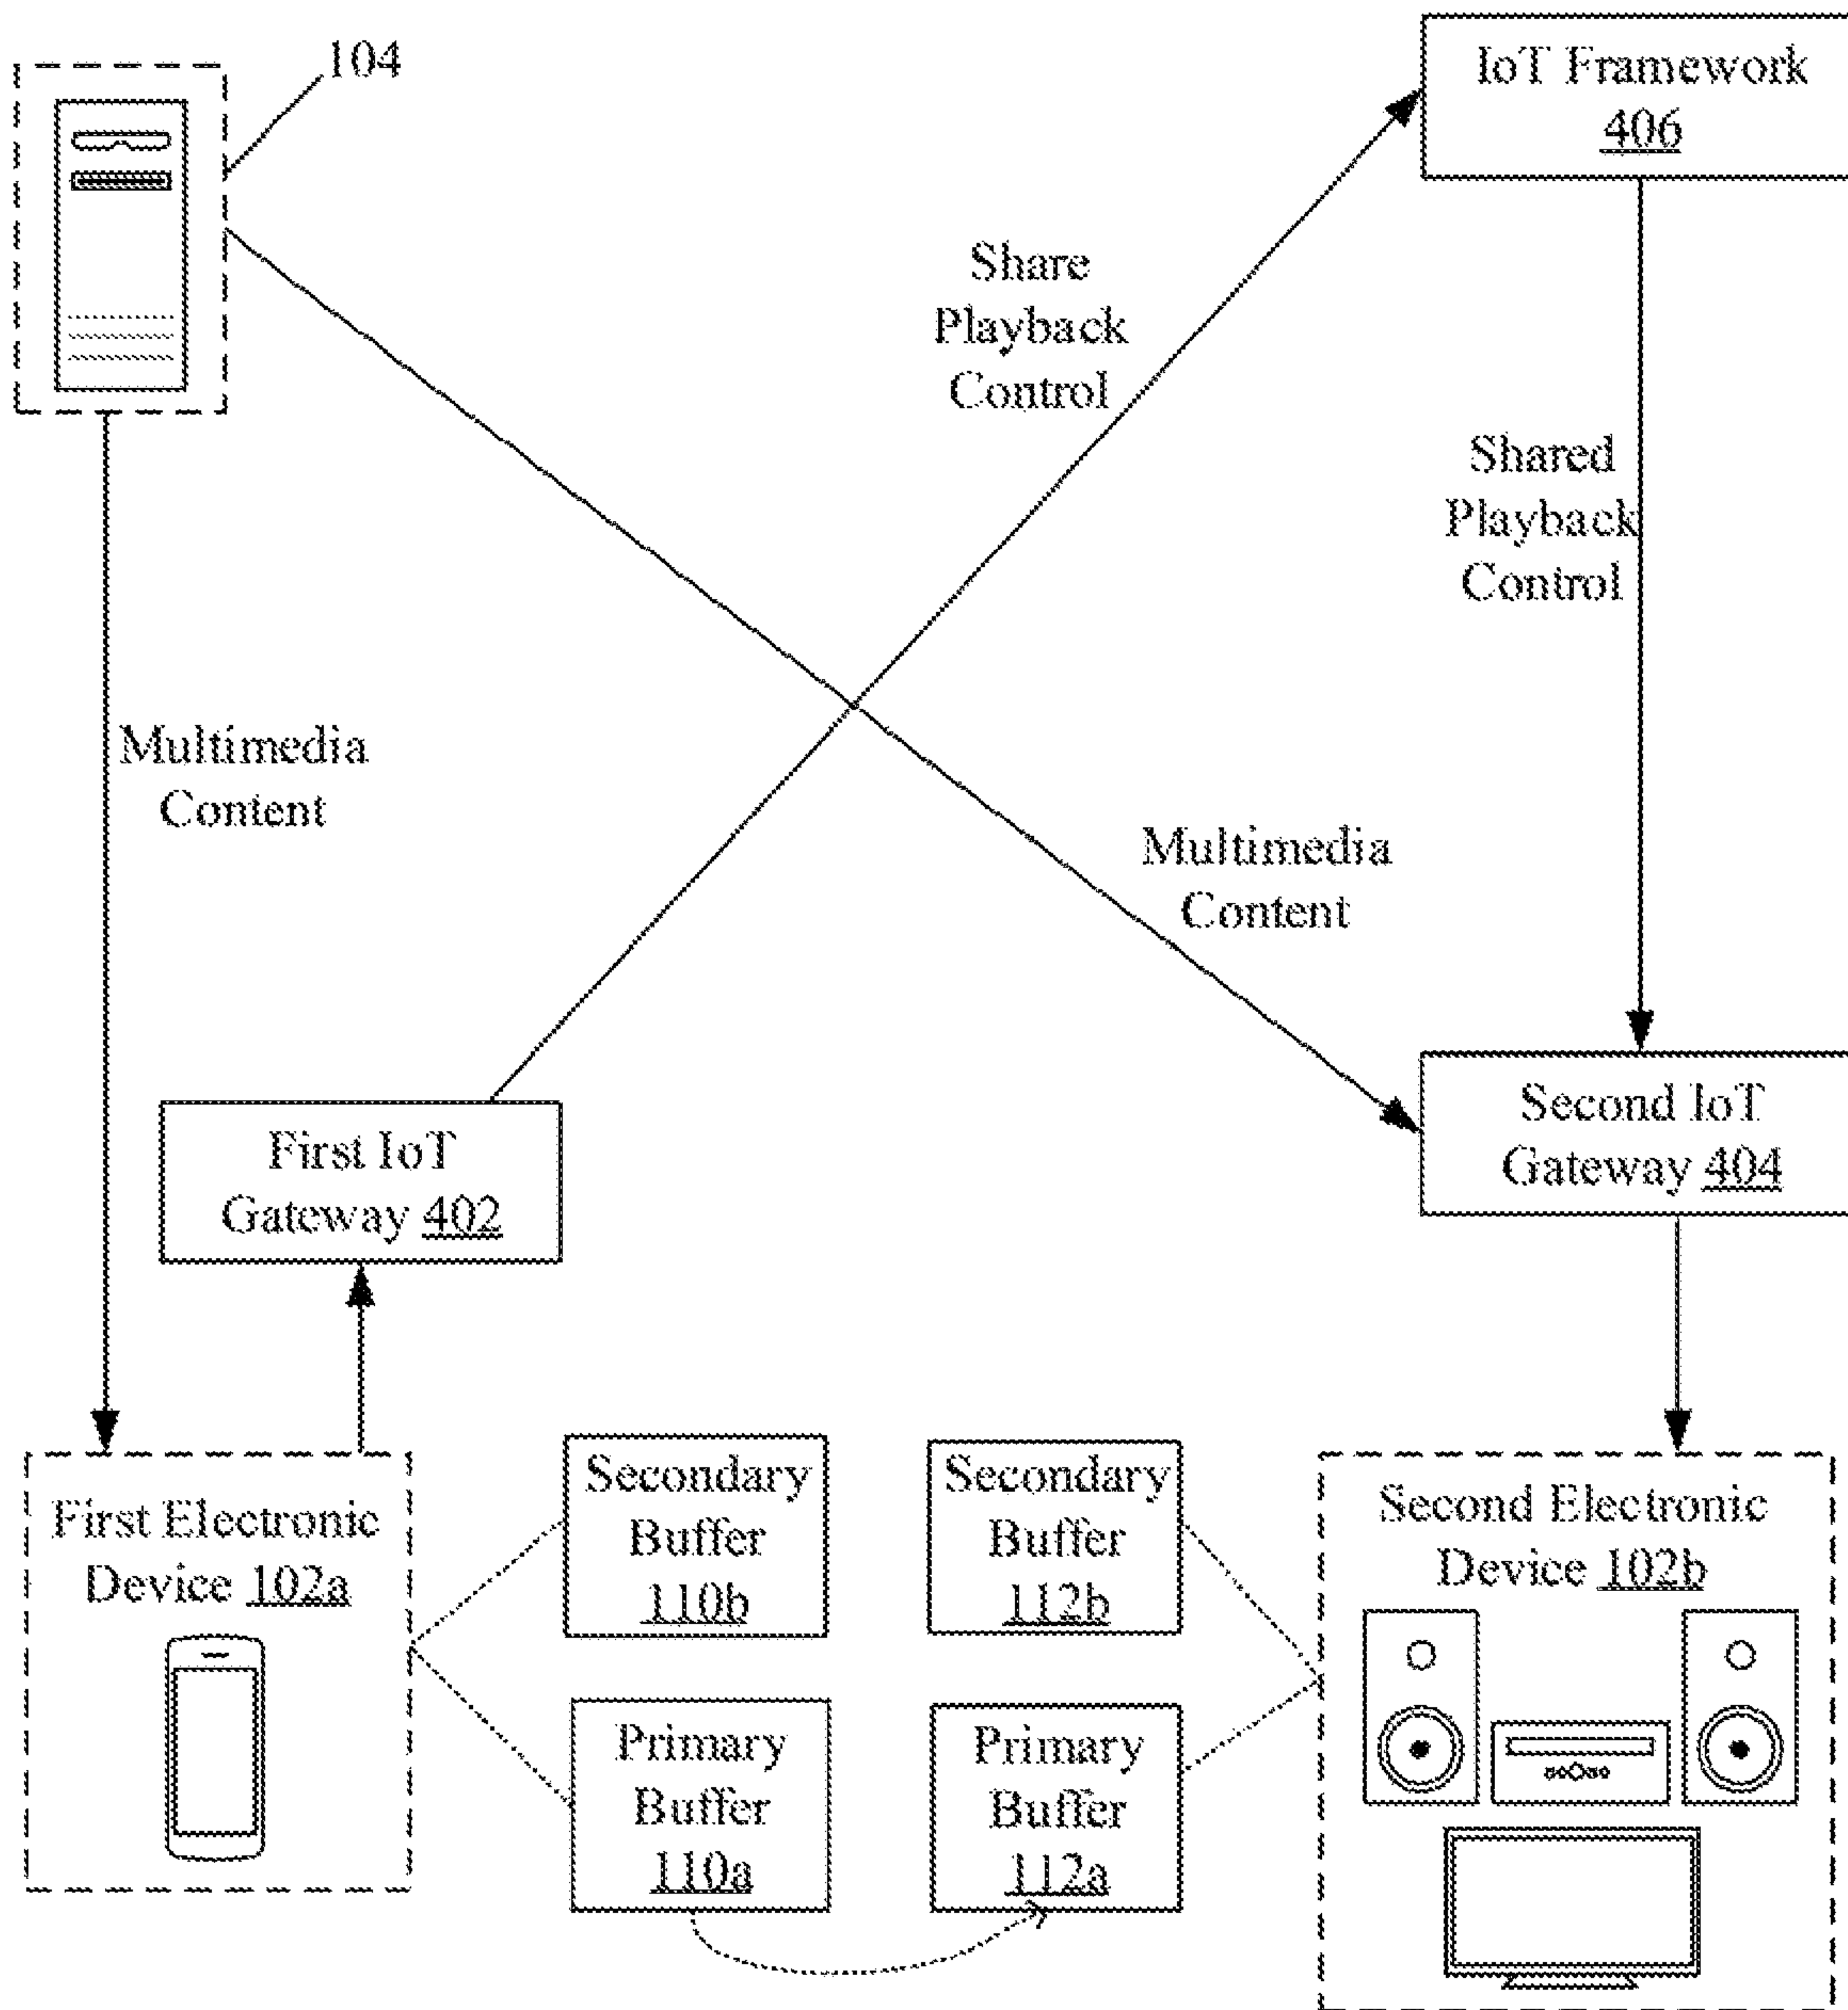 104
IoT Framework
406
Share
Playback
Control
Shared
Playback
Control
Multimedia
Content
Multimedia
Content
First IoT
Gateway 402
Second IoT
Gateway 404
First Electronic
Device 102a
Secondary
Buffer
110b
Secondary
Buffer
112b
Second Electronic
Device 102b
Primary
Buffer
110a
Primary
Buffer
112a